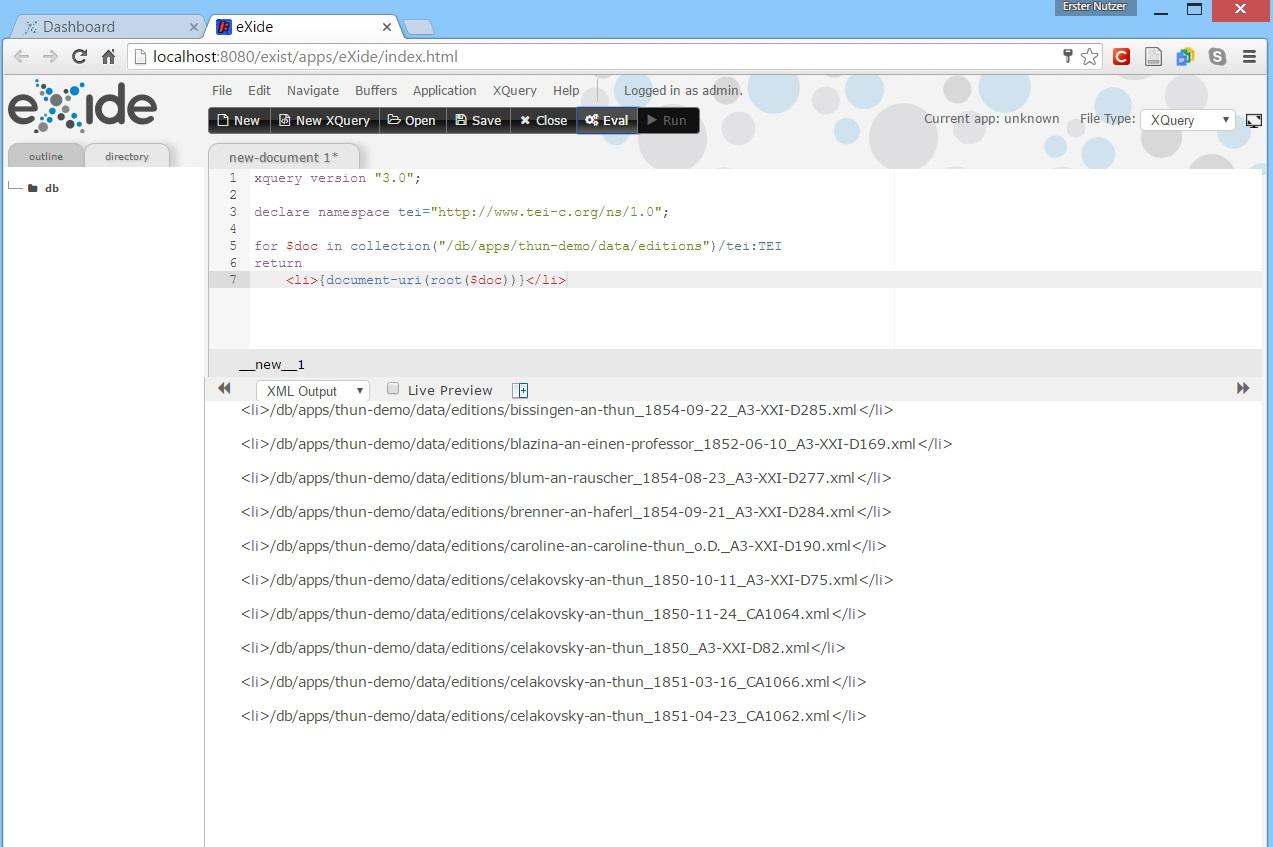 Erster Nutzer
Dashboard
eXide
localhost:8080/exist/apps/eXide/index.html
eXide
File Edit Navigate Buffers Application XQuery Help Logged in as admin.
New New XQuery Open Save Close Eval Run
Current app: unknown File Type: XQuery
outline directory
new-document 1*
db
1 xquery version "3.0";
2
3 declare namespace tei="http://www.tei-c.org/ns/1.0";
4
5 for $doc in collection("/db/apps/thun-demo/data/editions")/tei:TEI
6 return
7 <li>{document-uri(root($doc))}</li>
__new__1
XML Output Live Preview
<li>/db/apps/thun-demo/data/editions/bissingen-an-thun_1854-09-22_A3-XXI-D285.xml</li>
<li>/db/apps/thun-demo/data/editions/blazina-an-einen-professor_1852-06-10_A3-XXI-D169.xml</li>
<li>/db/apps/thun-demo/data/editions/blum-an-rauscher_1854-08-23_A3-XXI-D277.xml</li>
<li>/db/apps/thun-demo/data/editions/brenner-an-haferl_1854-09-21_A3-XXI-D284.xml</li>
<li>/db/apps/thun-demo/data/editions/caroline-an-caroline-thun_o.D._A3-XXI-D190.xml</li>
<li>/db/apps/thun-demo/data/editions/celakovsky-an-thun_1850-10-11_A3-XXI-D75.xml</li>
<li>/db/apps/thun-demo/data/editions/celakovsky-an-thun_1850-11-24_CA1064.xml</li>
<li>/db/apps/thun-demo/data/editions/celakovsky-an-thun_1850_A3-XXI-D82.xml</li>
<li>/db/apps/thun-demo/data/editions/celakovsky-an-thun_1851-03-16_CA1066.xml</li>
<li>/db/apps/thun-demo/data/editions/celakovsky-an-thun_1851-04-23_CA1062.xml</li>